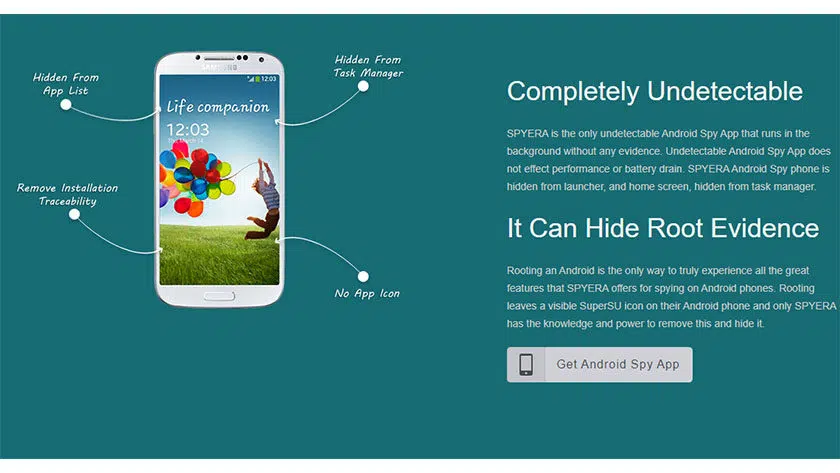 Hidden From
App List
Hidden From
Task Manager
SAMSUNG
12:03
Life companion
12:03
Remove Installation
Traceability
No App Icon
Completely Undetectable
SPYERA is the only undetectable Android Spy App that runs in the
background without any evidence. Undetectable Android Spy App does
not effect performance or battery drain. SPYERA Android Spy phone is
hidden from launcher, and home screen, hidden from task manager.
It Can Hide Root Evidence
Rooting an Android is the only way to truly experience all the great
features that SPYERA offers for spying on Android phones. Rooting
leaves a visible SuperSU icon on their Android phone and only SPYERA
has the knowledge and power to remove this and hide it.
Get Android Spy App